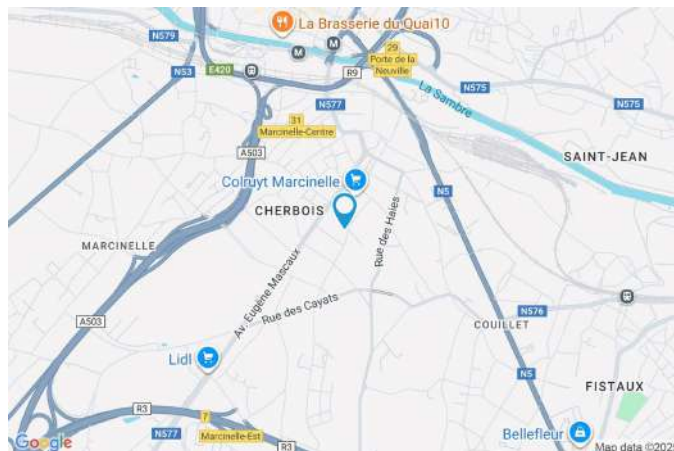 La Brasserie du Quai10
N579
M
M
29
Porte de la
Neuville
N53
E420
R9
N577
La Sambre
N575
N575
31
Marcinelle-Centre
A503
SAINT-JEAN
Colruyt Marcinelle
CHERBOIS
N5
MARCINELLE
Rue des Haies
Av. Eugène Mascaux
Rue des Cayats
N576
A503
COUILLET
Lidl
N5
FISTAUX
R3
7
Marcinelle-Est
N577
R3
Bellefleur
Google
Map data ©2025